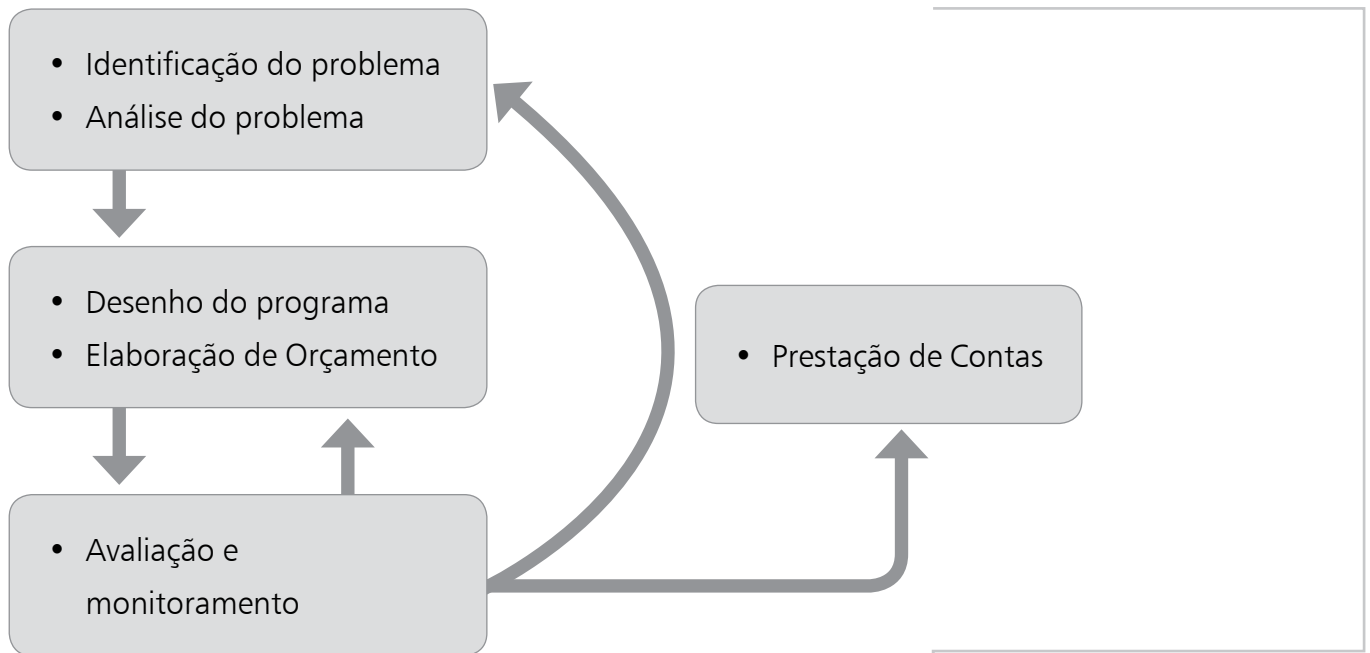 • Identificação do problema
• Análise do problema
• Desenho do programa
• Elaboração de Orçamento
• Prestação de Contas
• Avaliação e
monitoramento